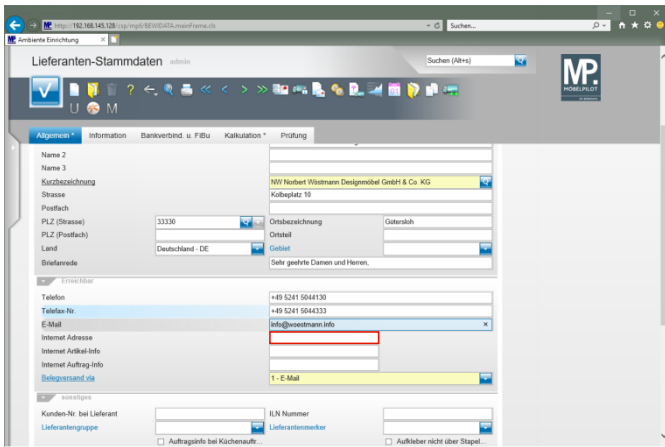 http://192.168.145.128/csp/mpt6/BEWIDATA.mainFrame.cls
Suchen...
MP Ambiente Einrichtung
Lieferanten-Stammdaten admin
Suchen (Alt+s)
MP
MÖBELPILOT
U M
Allgemein * Information Bankverbind. u. FiBu Kalkulation * Prüfung
Name 2
Name 3
Kurzbezeichnung NW Norbert Wöstmann Designmöbel GmbH & Co. KG
Strasse Kolbeplatz 10
Postfach
PLZ (Strasse) 33330 Ortsbezeichnung Gütersloh
PLZ (Postfach) Ortsteil
Land Deutschland - DE Gebiet
Briefanrede Sehr geehrte Damen und Herren,
Erreichbar
Telefon +49 5241 5044130
Telefax-Nr. +49 5241 5044333
E-Mail info@woestmann.info ×
Internet Adresse
Internet Artikel-Info
Internet Auftrag-Info
Belegversand via 1 - E-Mail
sonstiges
Kunden-Nr. bei Lieferant ILN Nummer
Lieferantengruppe Lieferantenmerker
Auftragsinfo bei Küchenauftr... Aufkleber nicht über Stapel...